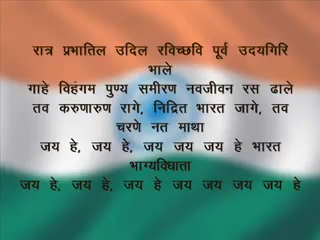 रात्र प्रभातिल उदिल रविच्छवि पूर्व उदयगिरि
भाले
गाहे विहंगम पुण्य समीरण नवजीवन रस ढाले
तव करुणारुण रागे, निद्रित भारत जागे, तव
चरणे नत माथा
जय हे, जय हे, जय जय जय हे भारत
भाग्यविधाता
जय हे, जय हे, जय हे जय जय जय जय हे